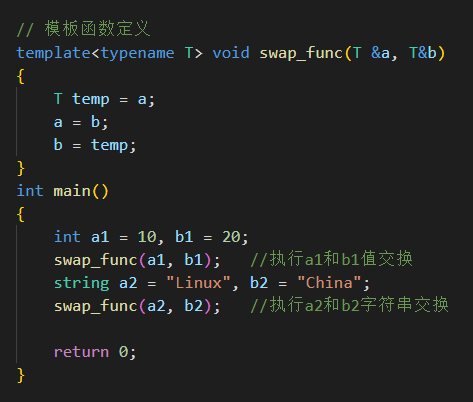 // 模板函数定义
template<typename T> void swap_func(T &a, T&b)
{
    T temp = a;
    a = b;
    b = temp;
}
int main()
{
    int a1 = 10, b1 = 20;
    swap_func(a1, b1);   //执行a1和b1值交换
    string a2 = "Linux", b2 = "China";
    swap_func(a2, b2);   //执行a2和b2字符串交换

    return 0;
}